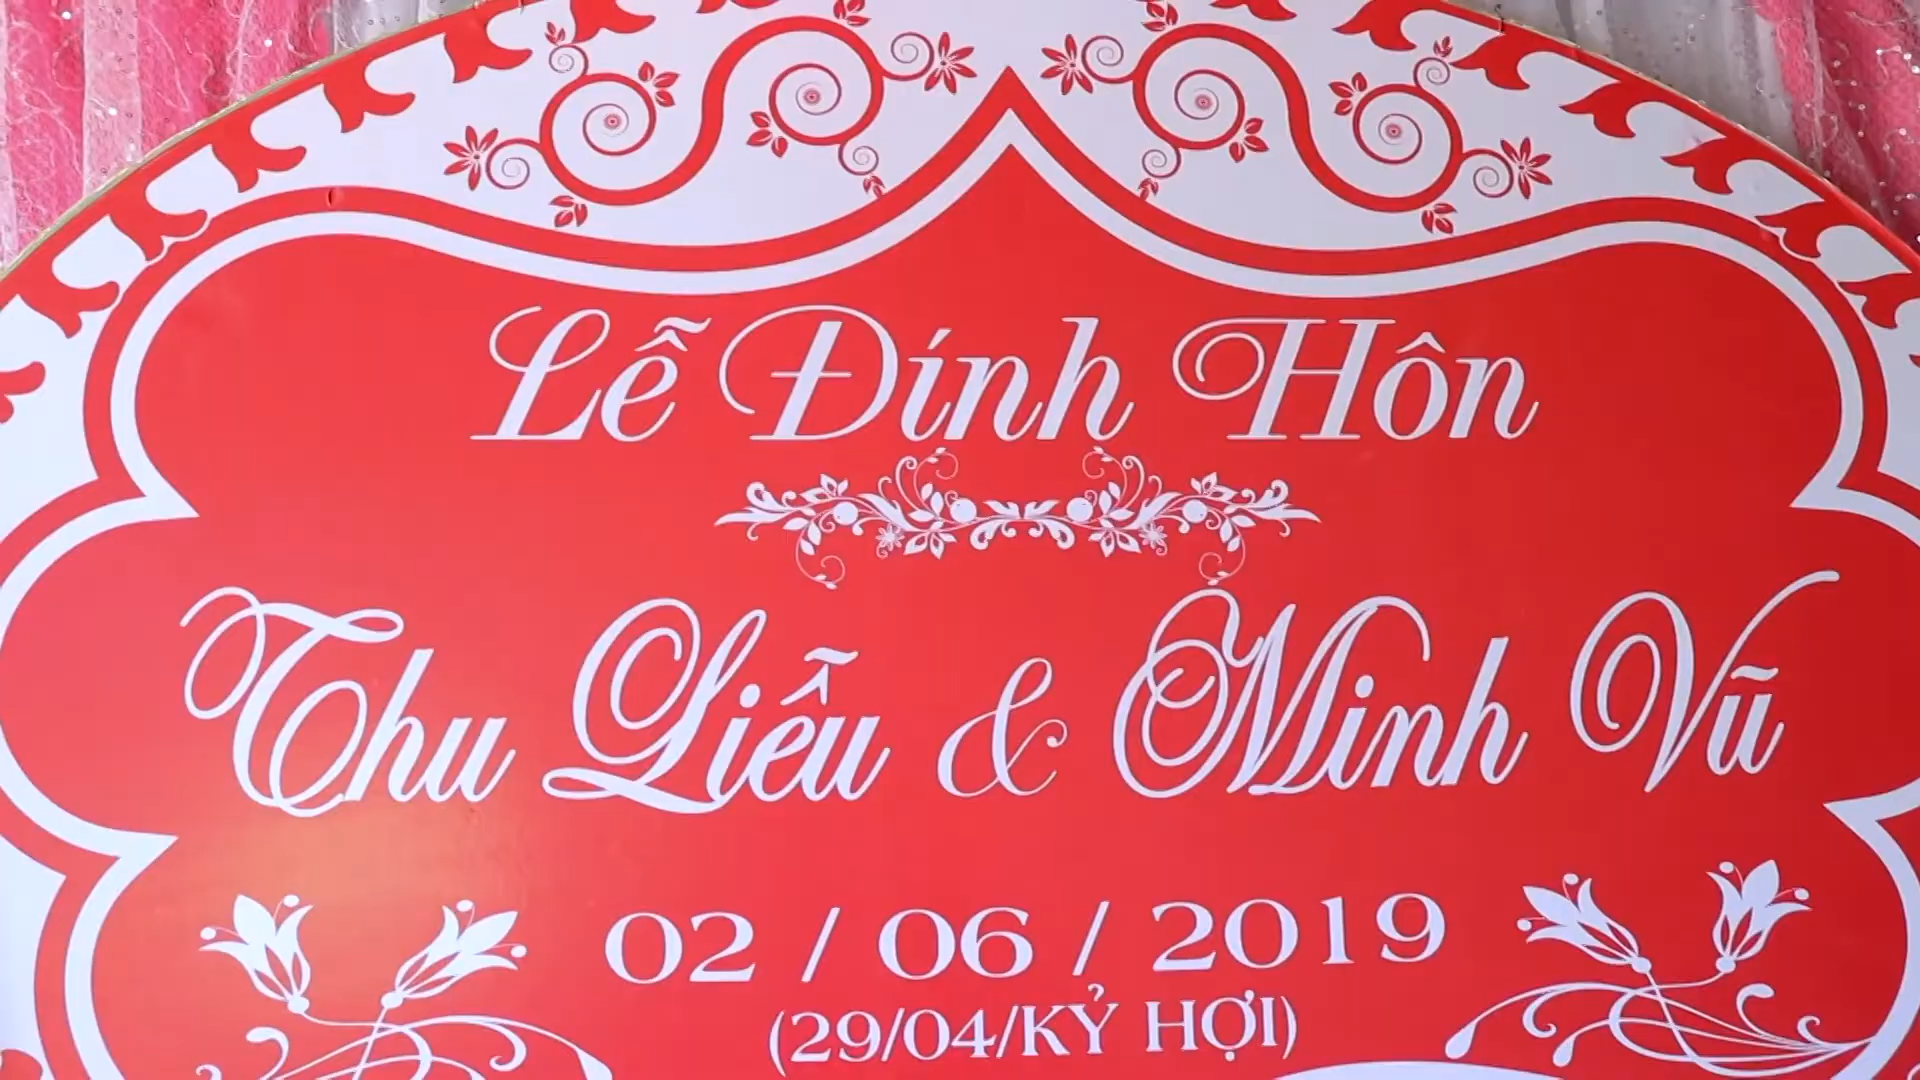 Lễ Đính Hôn
Thu Liễu & Minh Vũ
02 / 06 / 2019
(29/04/KỶ HỢI)